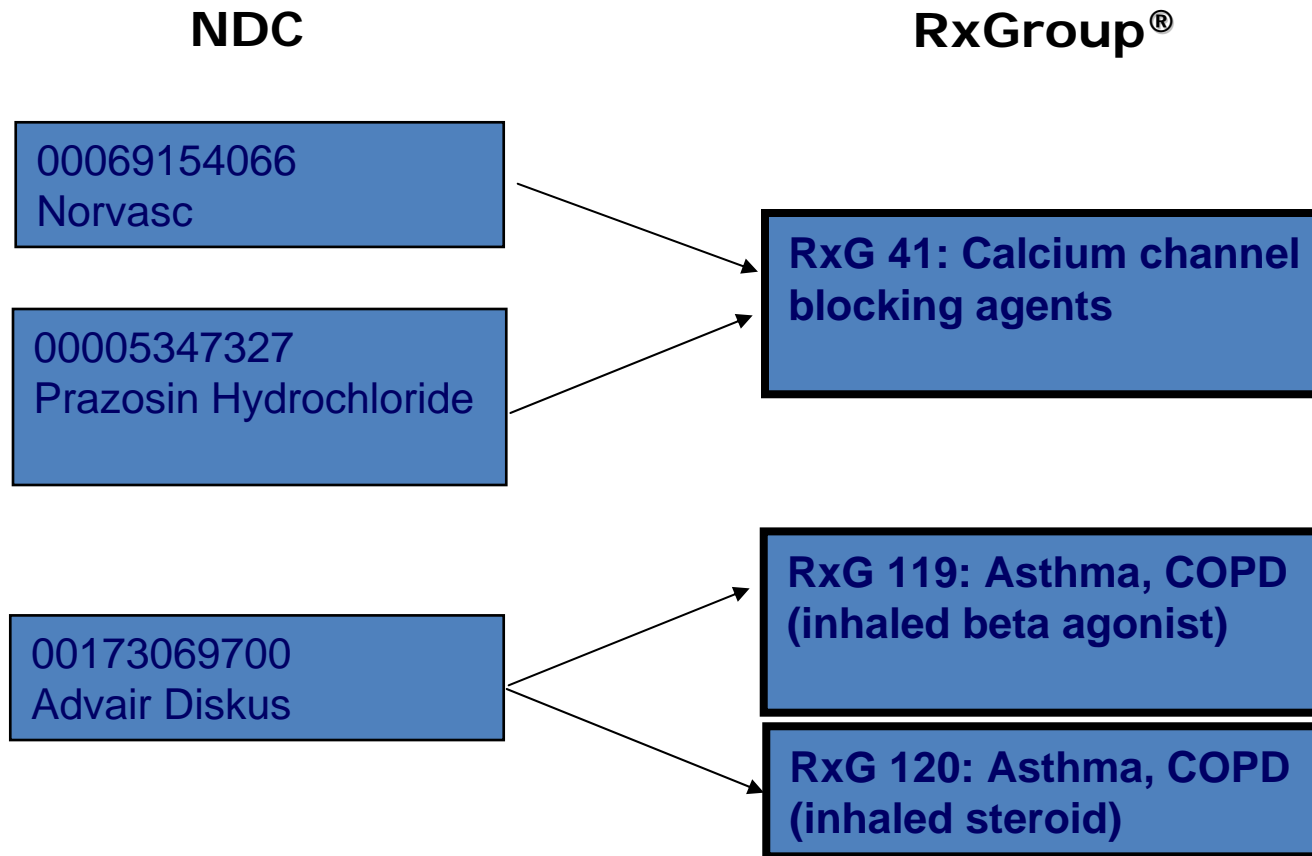 NDC
RxGroup®
00069154066
Norvasc
RxG 41: Calcium channel
blocking agents
00005347327
Prazosin Hydrochloride
RxG 119: Asthma, COPD
(inhaled beta agonist)
00173069700
Advair Diskus
RxG 120: Asthma, COPD
(inhaled steroid)